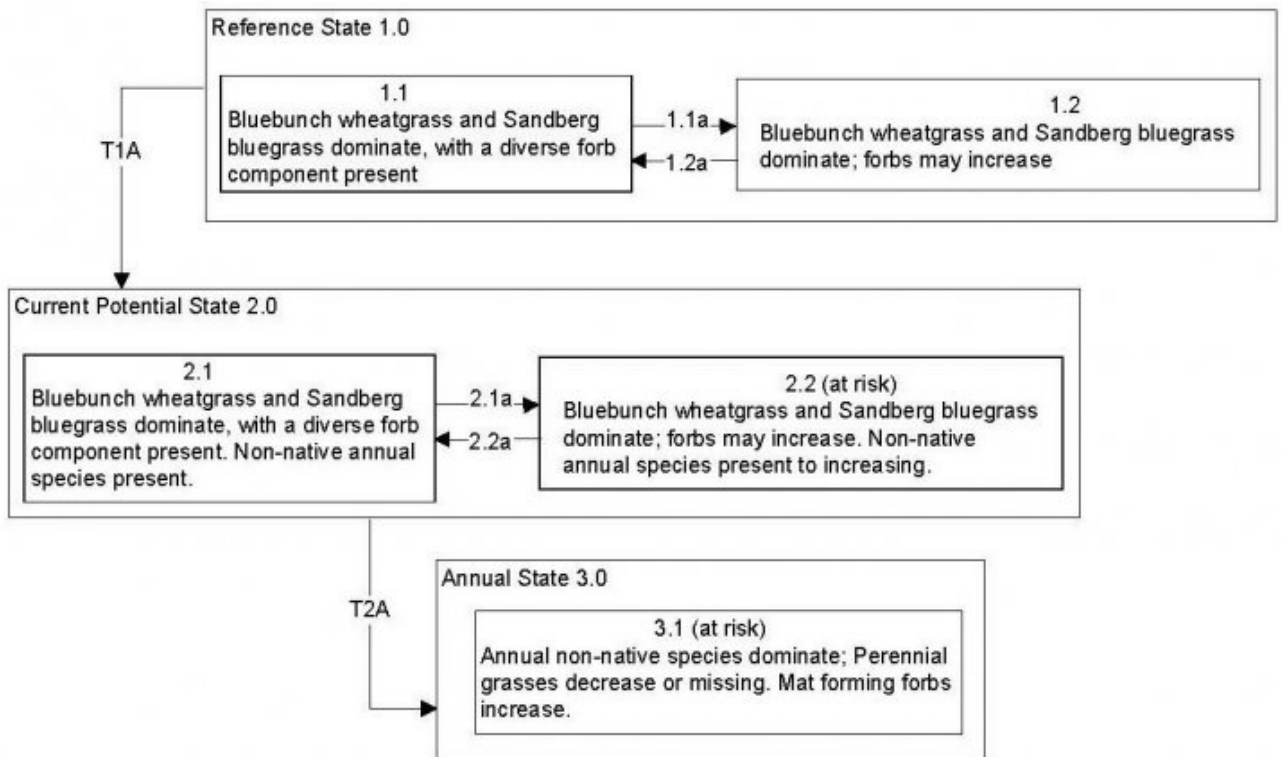 Reference State 1.0
1.1
Bluebunch wheatgrass and Sandberg
bluegrass dominate, with a diverse forb
component present
1.1a
1.2a
1.2
Bluebunch wheatgrass and Sandberg bluegrass
dominate; forbs may increase
T1A
Current Potential State 2.0
2.1
Bluebunch wheatgrass and Sandberg
bluegrass dominate, with a diverse forb
component present. Non-native annual
species present.
2.1a
2.2a
2.2 (at risk)
Bluebunch wheatgrass and Sandberg bluegrass
dominate; forbs may increase. Non-native
annual species present to increasing.
T2A
Annual State 3.0
3.1 (at risk)
Annual non-native species dominate; Perennial
grasses decrease or missing. Mat forming forbs
increase.